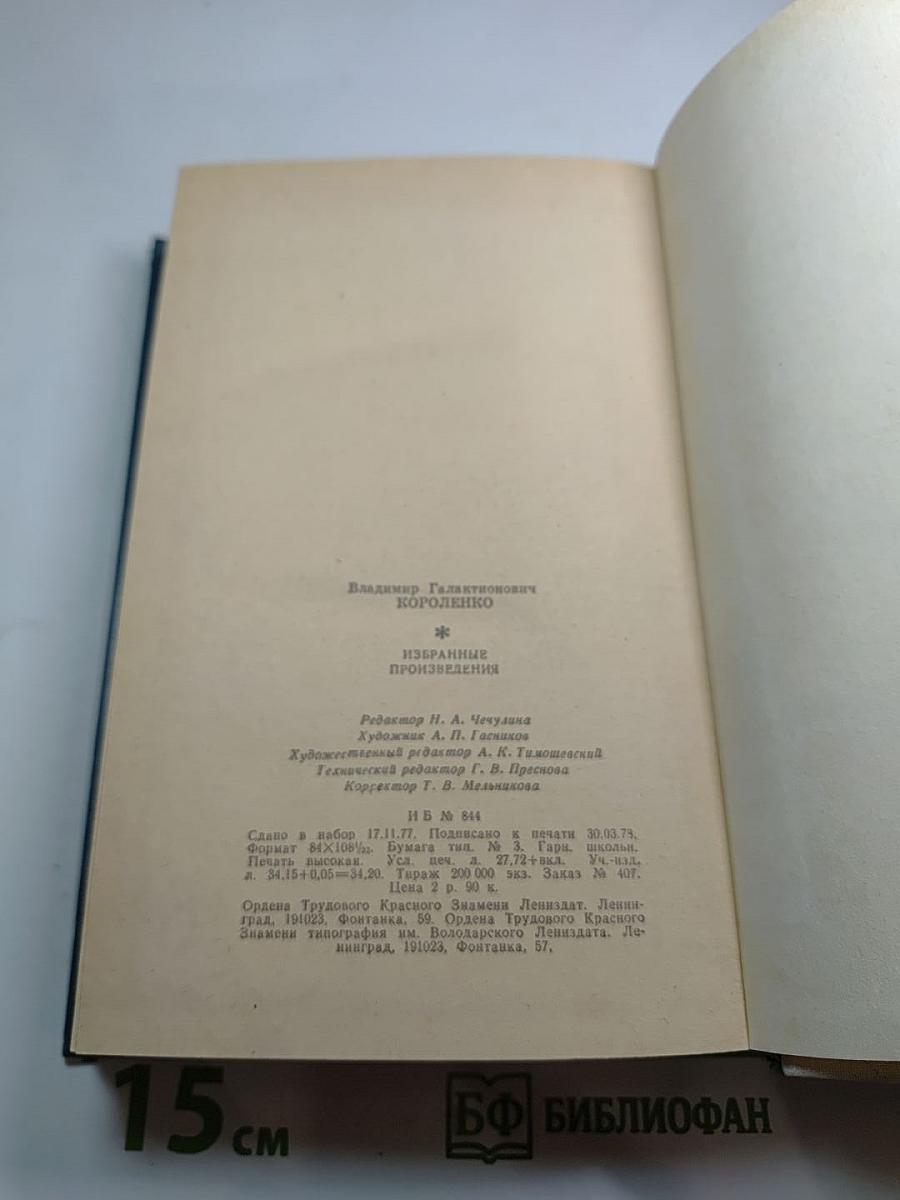 Владимир Галактионович
КОРОЛЕНКО
*
ИЗБРАННЫЕ
ПРОИЗВЕДЕНИЯ
Редактор Н. А. Чечулина
Художник А. П. Гасников
Художественный редактор А. К. Тимошевский
Технический редактор Г. В. Преснова
Корректор Т. В. Мельникова
ИБ № 844
Сдано в набор 17.11.77. Подписано к печати 30.03.78.
Формат 84×108¹/₃₂. Бумага тип. № 3. Гарн. школьн.
Печать высокая. Усл. печ. л. 27,72+вкл. Уч.-изд.
л. 34,15+0,05=34,20. Тираж 200 000 экз. Заказ № 407.
Цена 2 р. 90 к.
Ордена Трудового Красного Знамени Лениздат. Ленин-
град, 191023, Фонтанка, 59. Ордена Трудового Красного
Знамени типография им. Володарского Лениздата. Ле-
нинград, 191023, Фонтанка, 57.
15 см
БФ БИБЛИОФАН